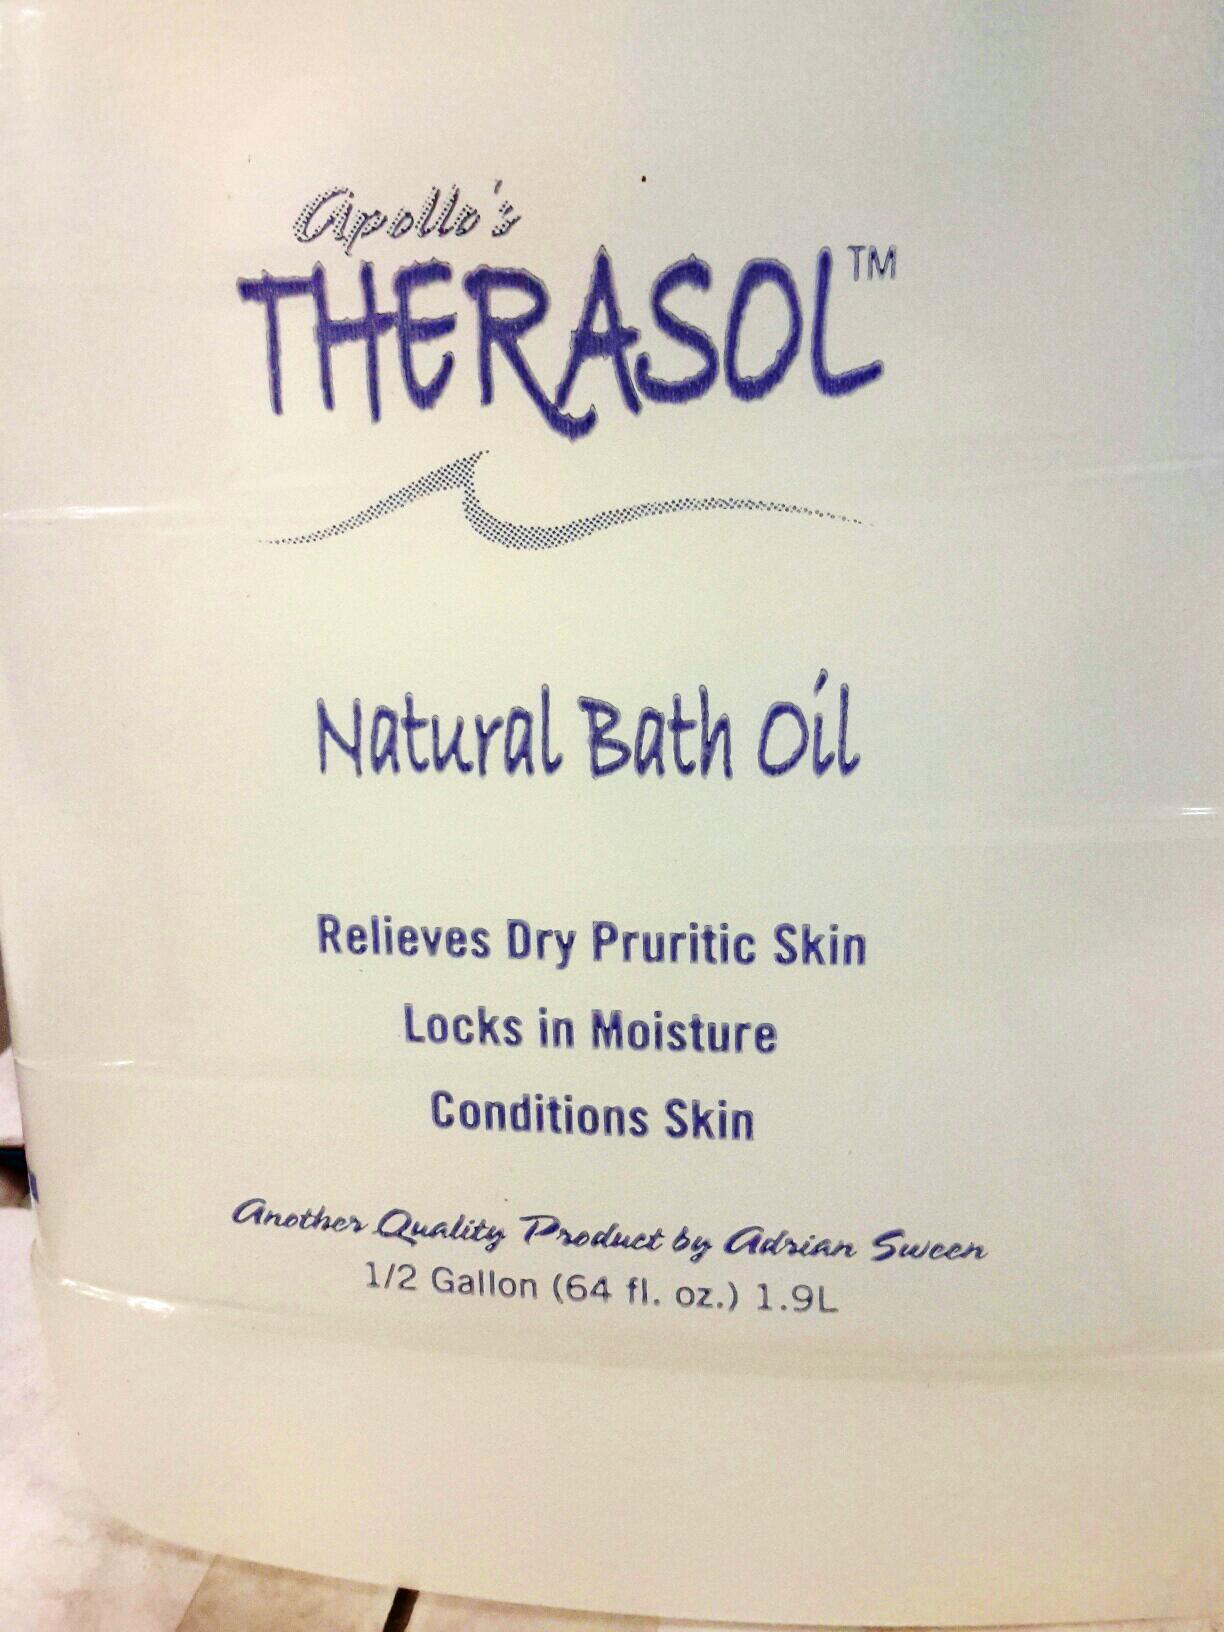 Apollo's
THERASOL™
Natural Bath Oil
Relieves Dry Pruritic Skin
Locks in Moisture
Conditions Skin
Another Quality Product by Adrian Sween
1/2 Gallon (64 fl. oz.) 1.9L